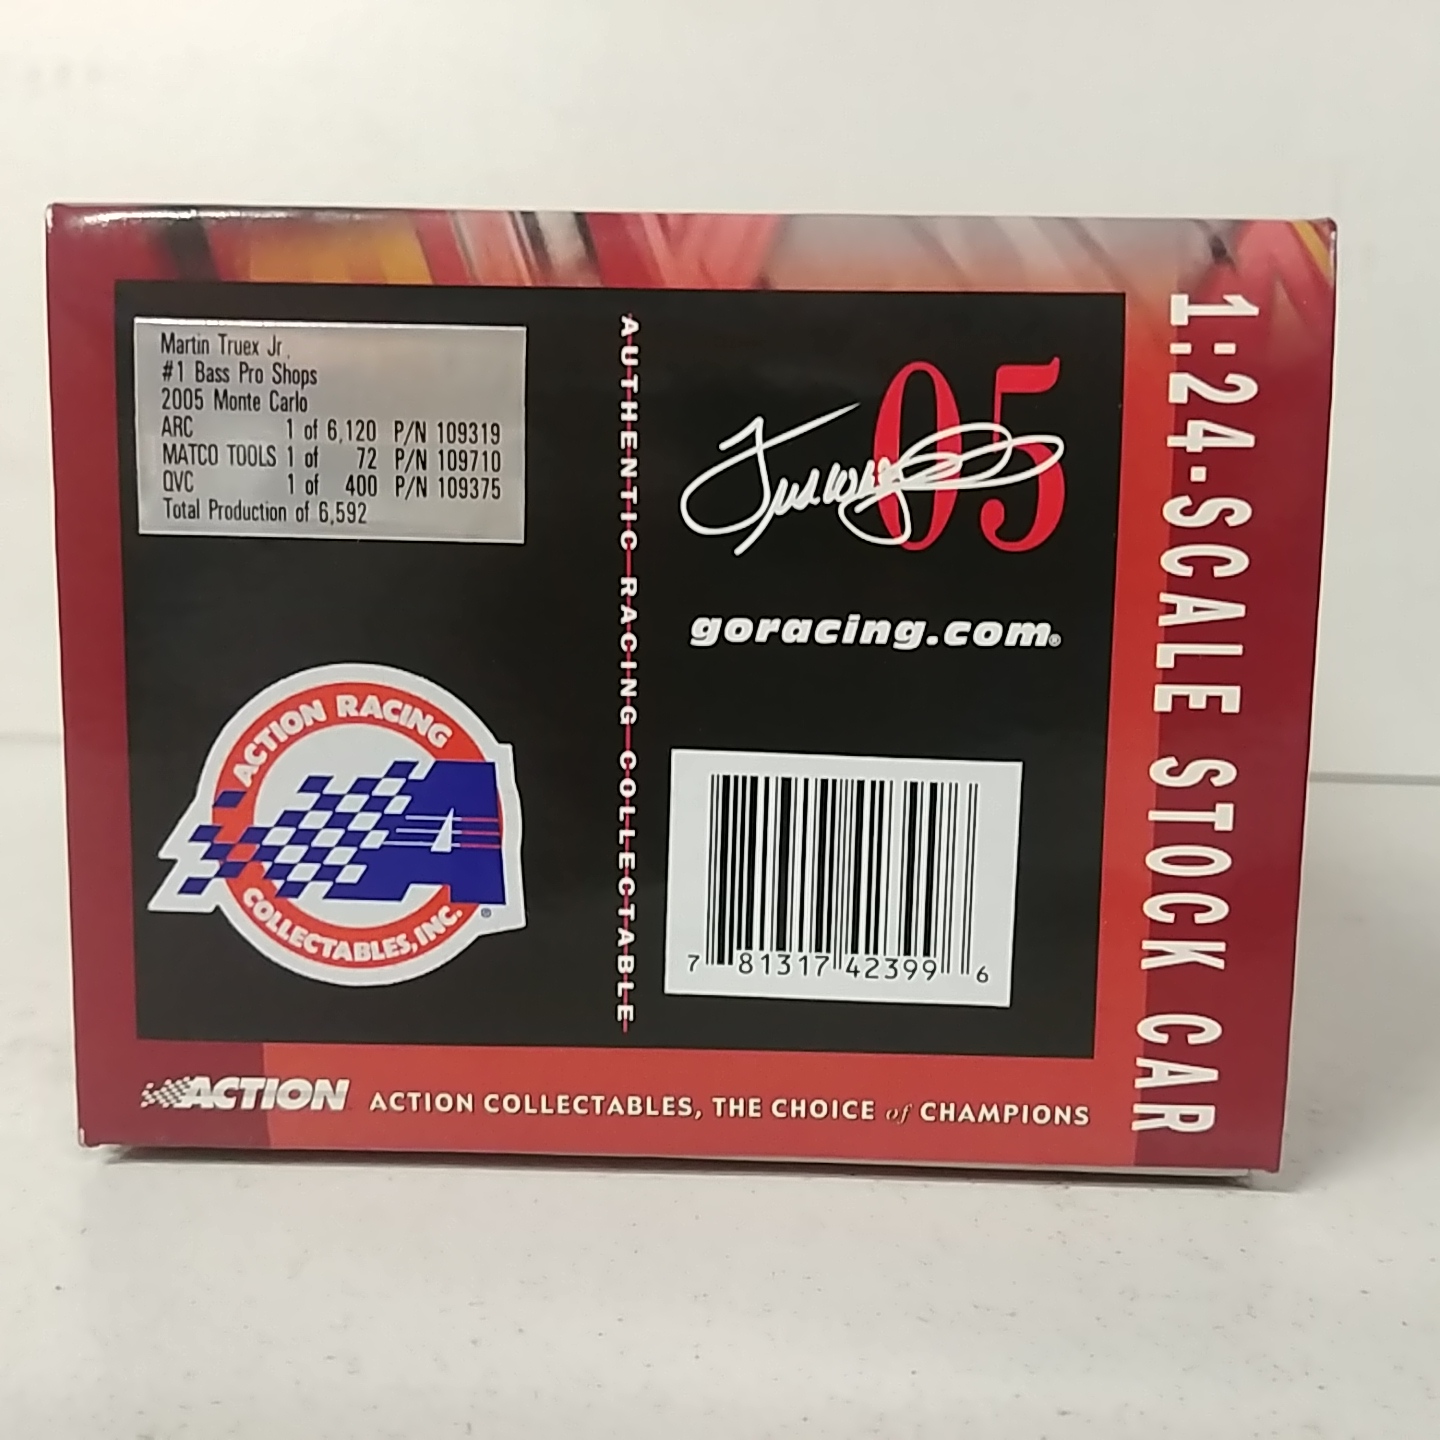 Martin Truex Jr.
#1 Bass Pro Shops
2005 Monte Carlo
ARC 1 of 6,120 P/N 109319
MATCO TOOLS 1 of 72 P/N 109710
QVC 1 of 400 P/N 109375
Total Production of 6,592
ACTION RACING
COLLECTABLES, INC.
®
AUTHENTIC RACING COLLECTABLE
05
goracing.com®
7 81317 42399 6
1:24-SCALE STOCK CAR
ACTION
ACTION COLLECTABLES, THE CHOICE of CHAMPIONS